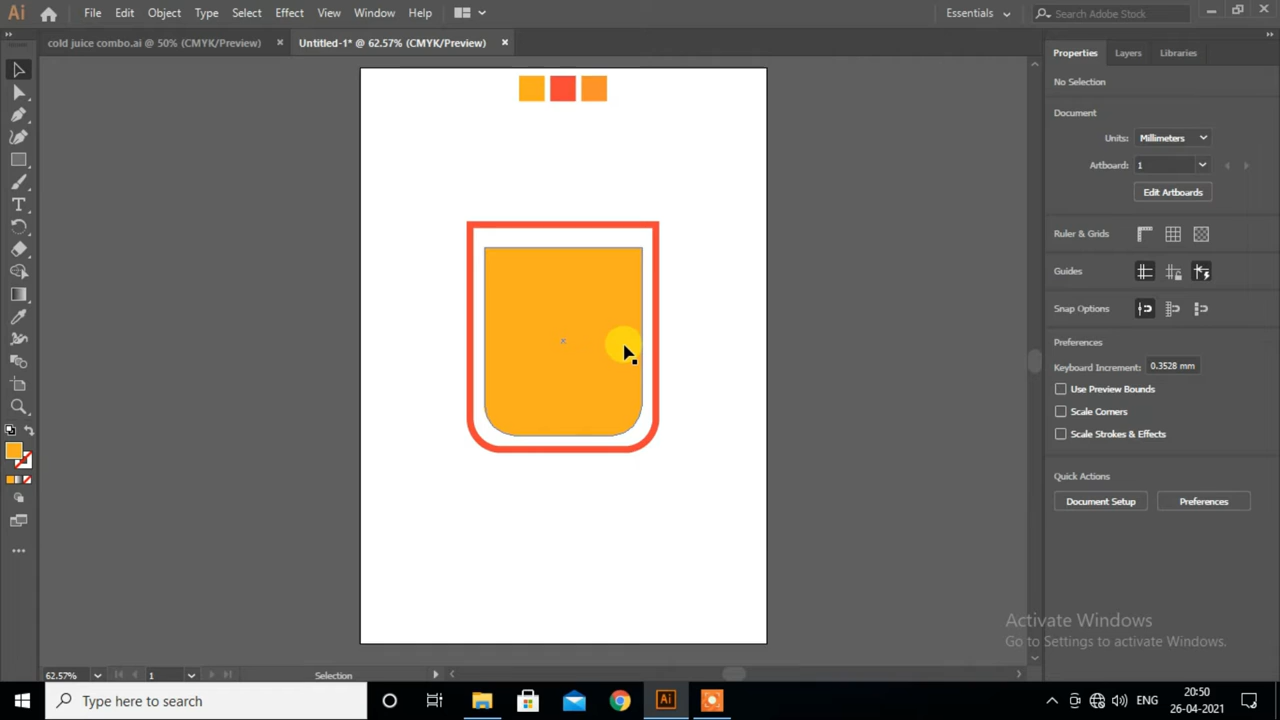 Ai File Edit Object Type Select Effect View Window Help Essentials Search Adobe Stock
cold juice combo.ai @ 50% (CMYK/Preview) × Untitled-1* @ 62.57% (CMYK/Preview) ×
Properties Layers Libraries
No Selection
Document
Units: Millimeters
Artboard: 1
Edit Artboards
Ruler & Grids
Guides
Snap Options
Preferences
Keyboard Increment: 0.3528 mm
Use Preview Bounds
Scale Corners
Scale Strokes & Effects
Quick Actions
Document Setup Preferences
Activate Windows
Go to Settings to activate Windows.
62.57% 1 Selection
Type here to search Ai ENG 20:50
26-04-2021